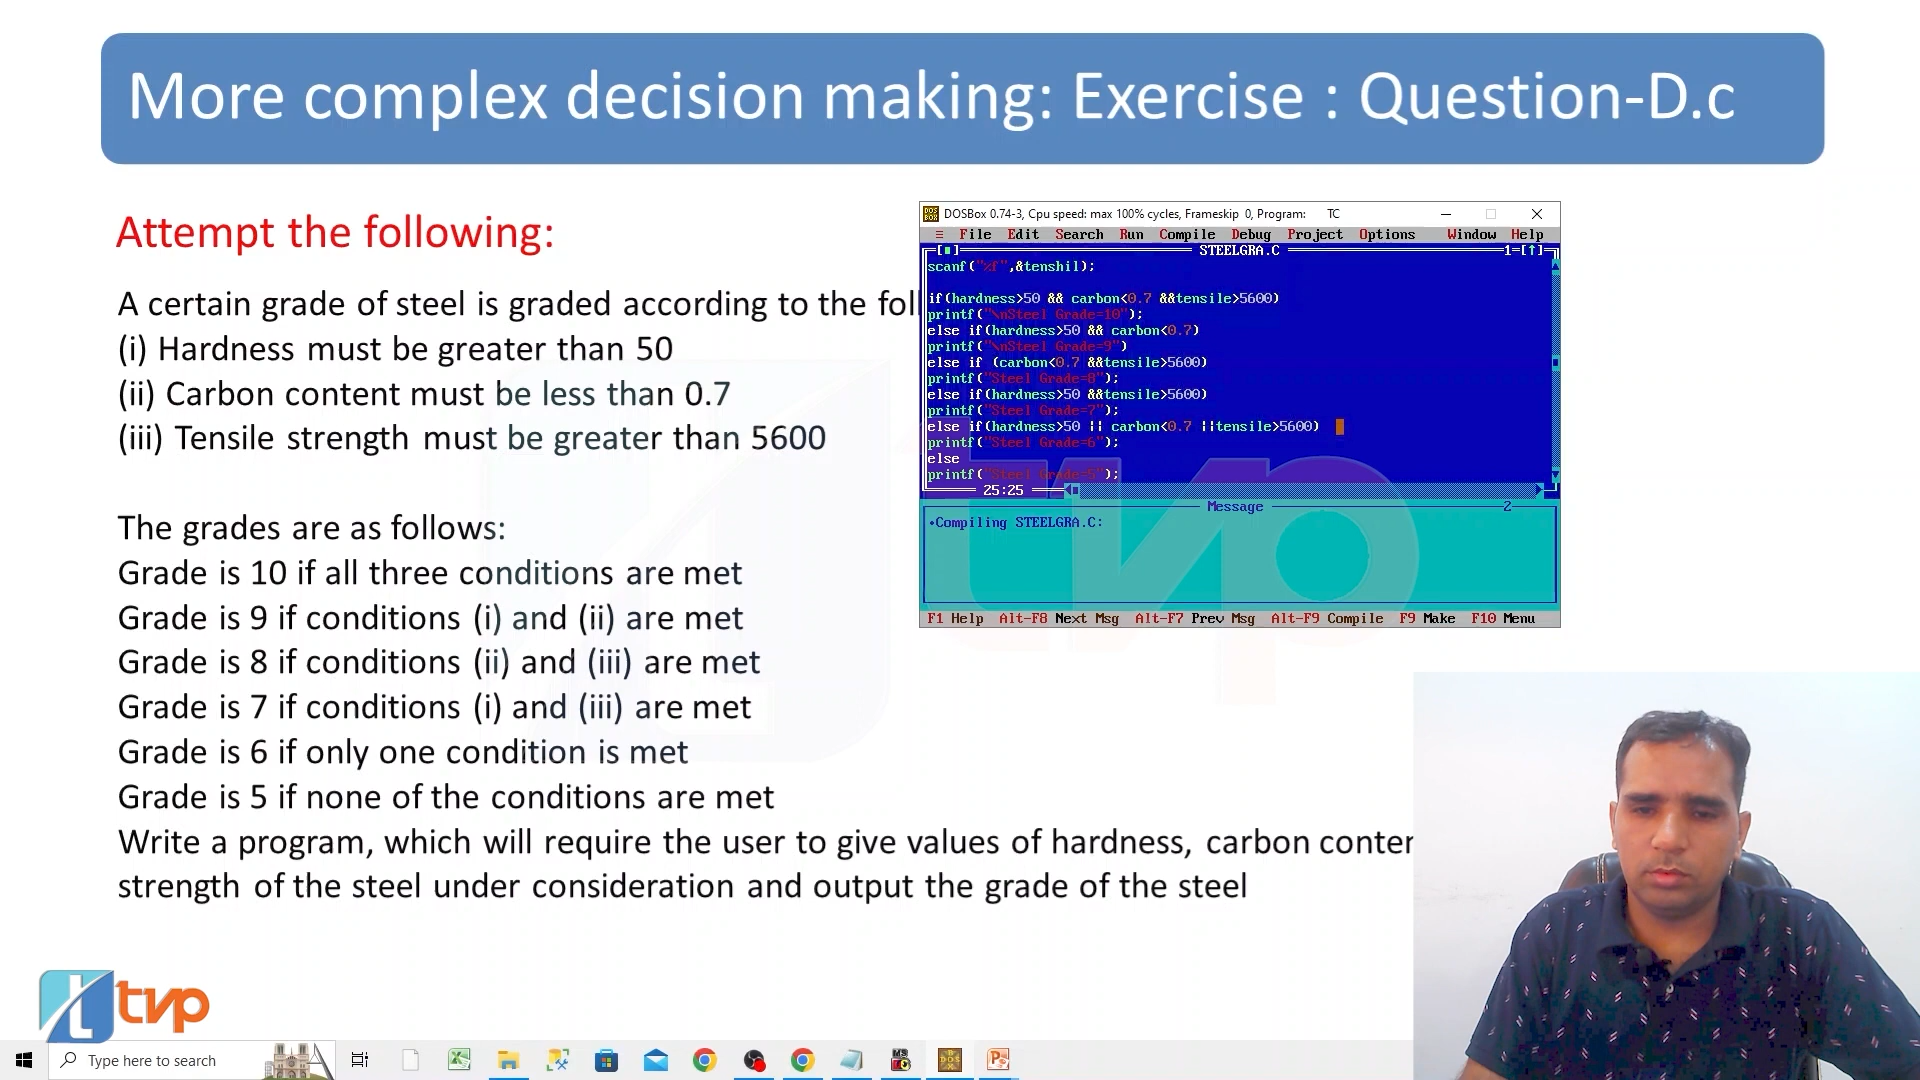 More complex decision making: Exercise : Question-D.c
Attempt the following:
A certain grade of steel is graded according to the foll
(i) Hardness must be greater than 50
(ii) Carbon content must be less than 0.7
(iii) Tensile strength must be greater than 5600
The grades are as follows:
Grade is 10 if all three conditions are met
Grade is 9 if conditions (i) and (ii) are met
Grade is 8 if conditions (ii) and (iii) are met
Grade is 7 if conditions (i) and (iii) are met
Grade is 6 if only one condition is met
Grade is 5 if none of the conditions are met
Write a program, which will require the user to give values of hardness, carbon conter
strength of the steel under consideration and output the grade of the steel
DOSBox 0.74-3, Cpu speed: max 100% cycles, Frameskip 0, Program: TC
≡ File Edit Search Run Compile Debug Project Options Window Help
STEELGRA.C 1=[↑]
scanf("%f",&tenshil);
if(hardness>50 && carbon<0.7 &&tensile>5600)
printf("\nSteel Grade=10");
else if(hardness>50 && carbon<0.7)
printf("\nSteel Grade=9")
else if (carbon<0.7 &&tensile>5600)
printf("Steel Grade=8");
else if(hardness>50 &&tensile>5600)
printf("Steel Grade=7");
else if(hardness>50 || carbon<0.7 ||tensile>5600)
printf("Steel Grade=6");
else
printf("Steel Grade=5");
25:25
Message 2
•Compiling STEELGRA.C:
F1 Help Alt-F8 Next Msg Alt-F7 Prev Msg Alt-F9 Compile F9 Make F10 Menu
tvp
t tvp
Type here to search